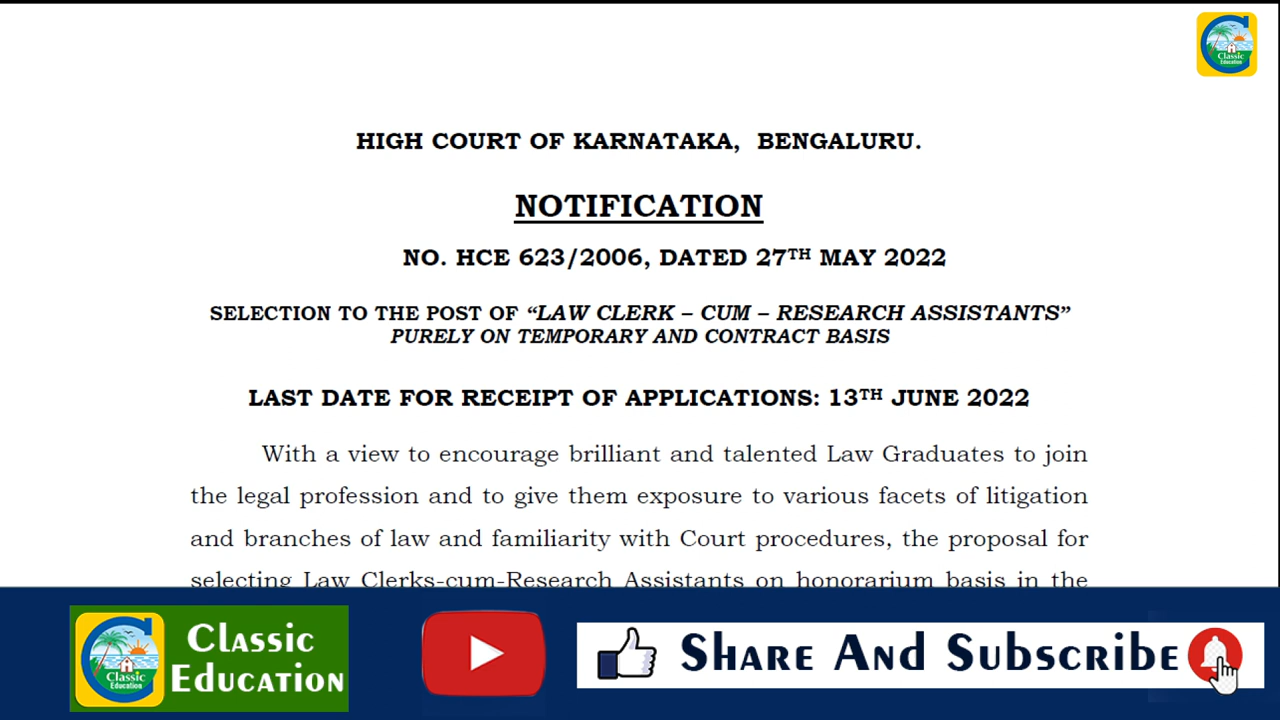 Classic
Education
HIGH COURT OF KARNATAKA, BENGALURU.
NOTIFICATION
NO. HCE 623/2006, DATED 27TH MAY 2022
SELECTION TO THE POST OF “LAW CLERK – CUM – RESEARCH ASSISTANTS”
PURELY ON TEMPORARY AND CONTRACT BASIS
LAST DATE FOR RECEIPT OF APPLICATIONS: 13TH JUNE 2022
With a view to encourage brilliant and talented Law Graduates to join
the legal profession and to give them exposure to various facets of litigation
and branches of law and familiarity with Court procedures, the proposal for
selecting Law Clerks-cum-Research Assistants on honorarium basis in the
Classic
Education
Classic
Education
Share And Subscribe